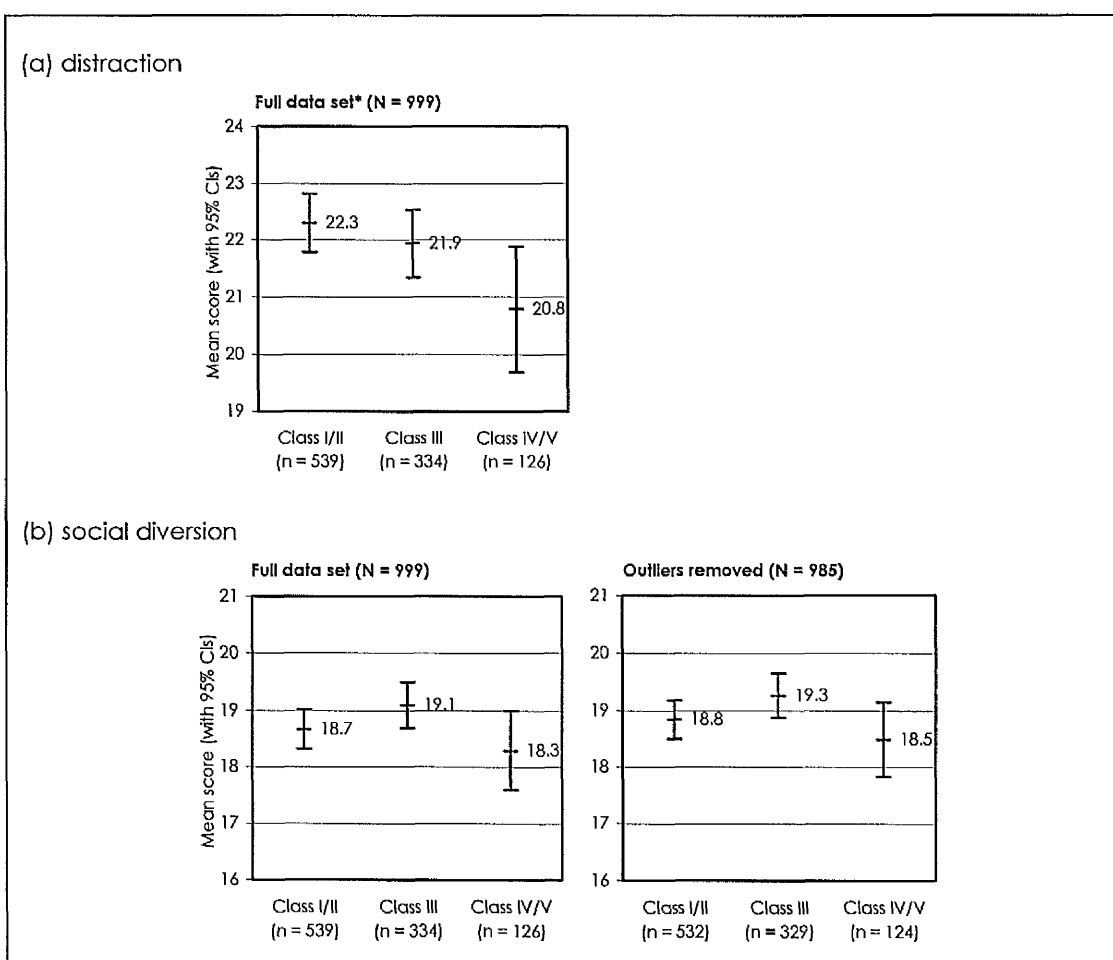 (a) distraction
Full data set* (N = 999)
Mean score (with 95% CIs)
24
23
22
21
20
19
22.3
21.9
20.8
Class I/II
(n = 539)
Class III
(n = 334)
Class IV/V
(n = 126)
(b) social diversion
Full data set (N = 999)
Mean score (with 95% CIs)
21
20
19
18
17
16
18.7
19.1
18.3
Class I/II
(n = 539)
Class III
(n = 334)
Class IV/V
(n = 126)
Outliers removed (N = 985)
21
20
19
18
17
16
18.8
19.3
18.5
Class I/II
(n = 532)
Class III
(n = 329)
Class IV/V
(n = 124)